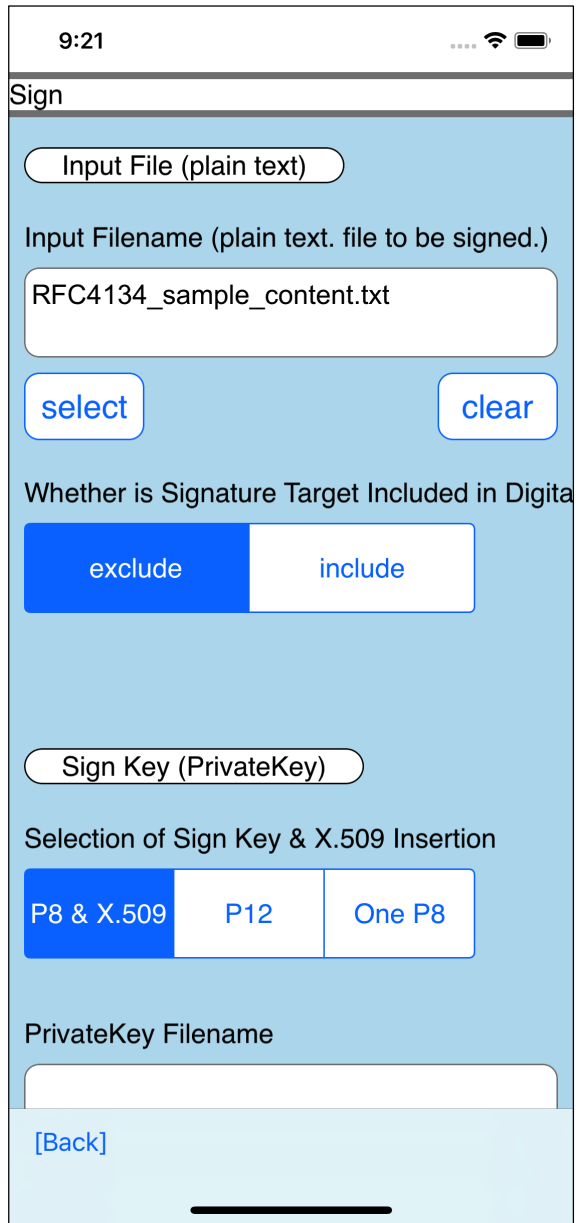 9:21
Sign
Input File (plain text)
Input Filename (plain text. file to be signed.)
RFC4134_sample_content.txt
select clear
Whether is Signature Target Included in Digita
exclude include
Sign Key (PrivateKey)
Selection of Sign Key & X.509 Insertion
P8 & X.509 P12 One P8
PrivateKey Filename
[Back]